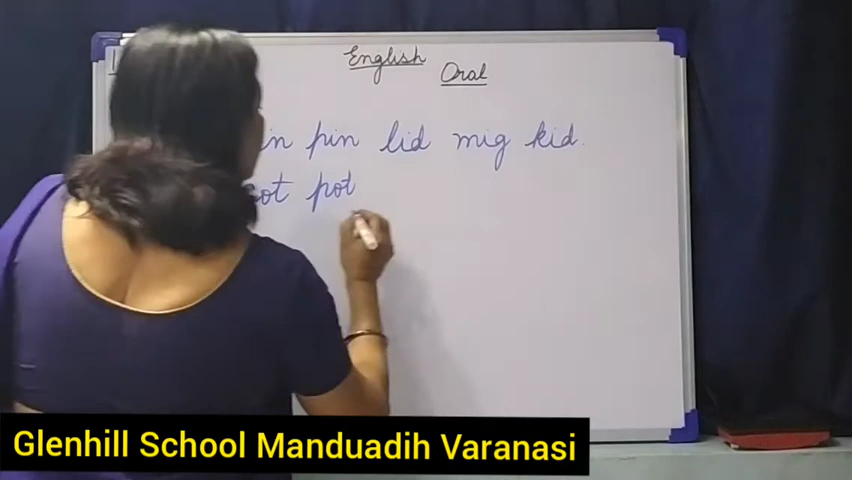 English
Oral
pin lid mig kid.
pot
Glenhill School Manduadih Varanasi